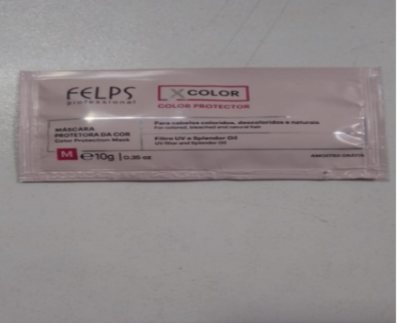 FELPS
professional
X COLOR
COLOR PROTECTOR
MÁSCARA
PROTETORA DA COR
Color Protection Mask
Para cabelos coloridos, descoloridos e naturais
For colored, bleached and natural hair
Filtro UV e Splendor Oil
UV filter and Splendor Oil
M e10g | 0.35 oz
AMOSTRA GRÁTIS